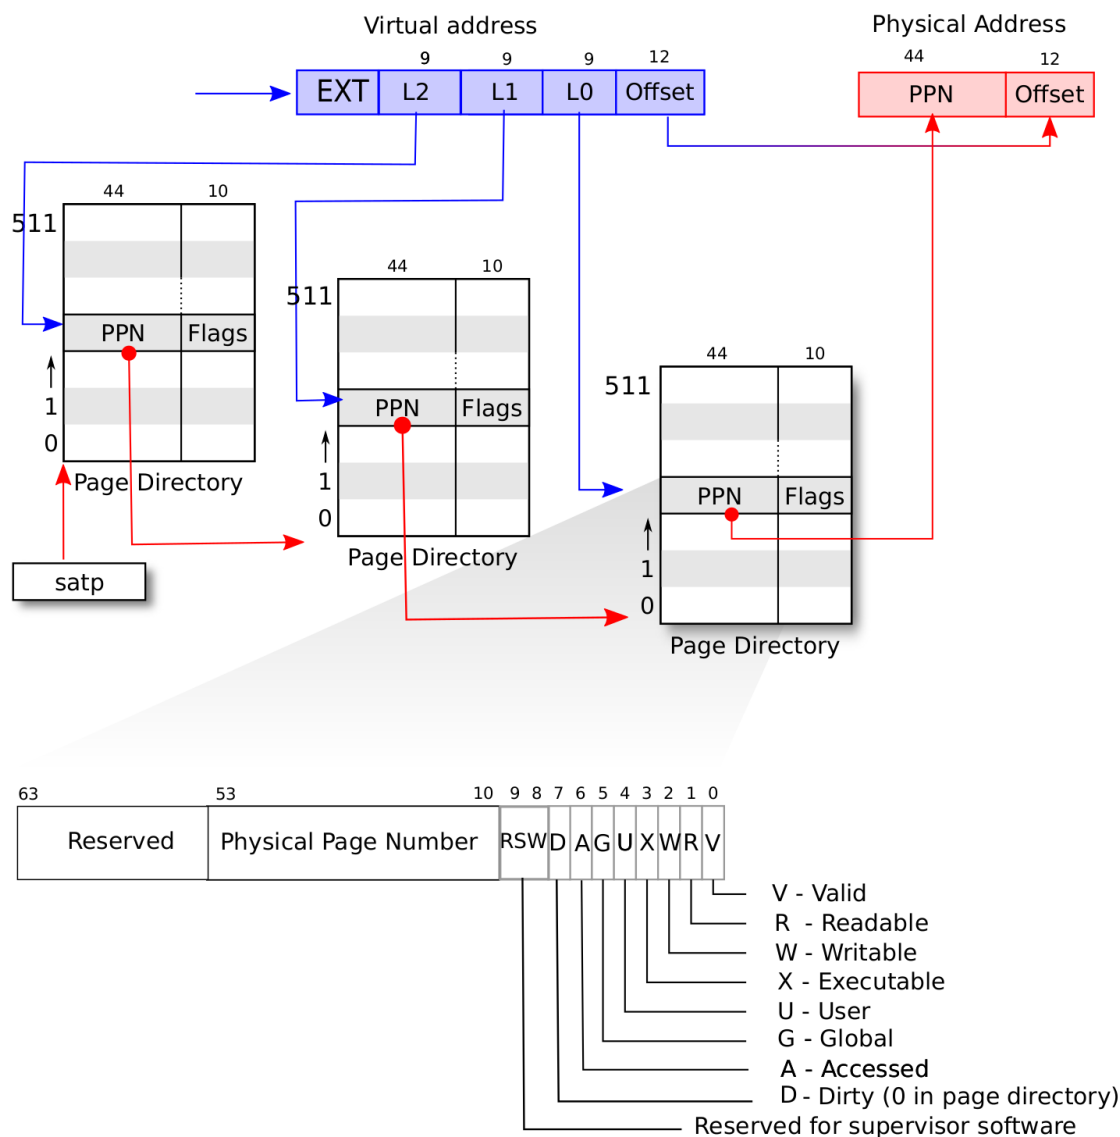 Virtual address
Physical Address
9 9 9 12
44 12
EXT L2 L1 L0 Offset
PPN Offset
44 10
511
PPN Flags
1
0
Page Directory
satp
44 10
511
PPN Flags
1
0
Page Directory
44 10
511
PPN Flags
1
0
Page Directory
63 53 10 9 8 7 6 5 4 3 2 1 0
Reserved Physical Page Number RSW D A G U X W R V
V - Valid
R - Readable
W - Writable
X - Executable
U - User
G - Global
A - Accessed
D - Dirty (0 in page directory)
Reserved for supervisor software